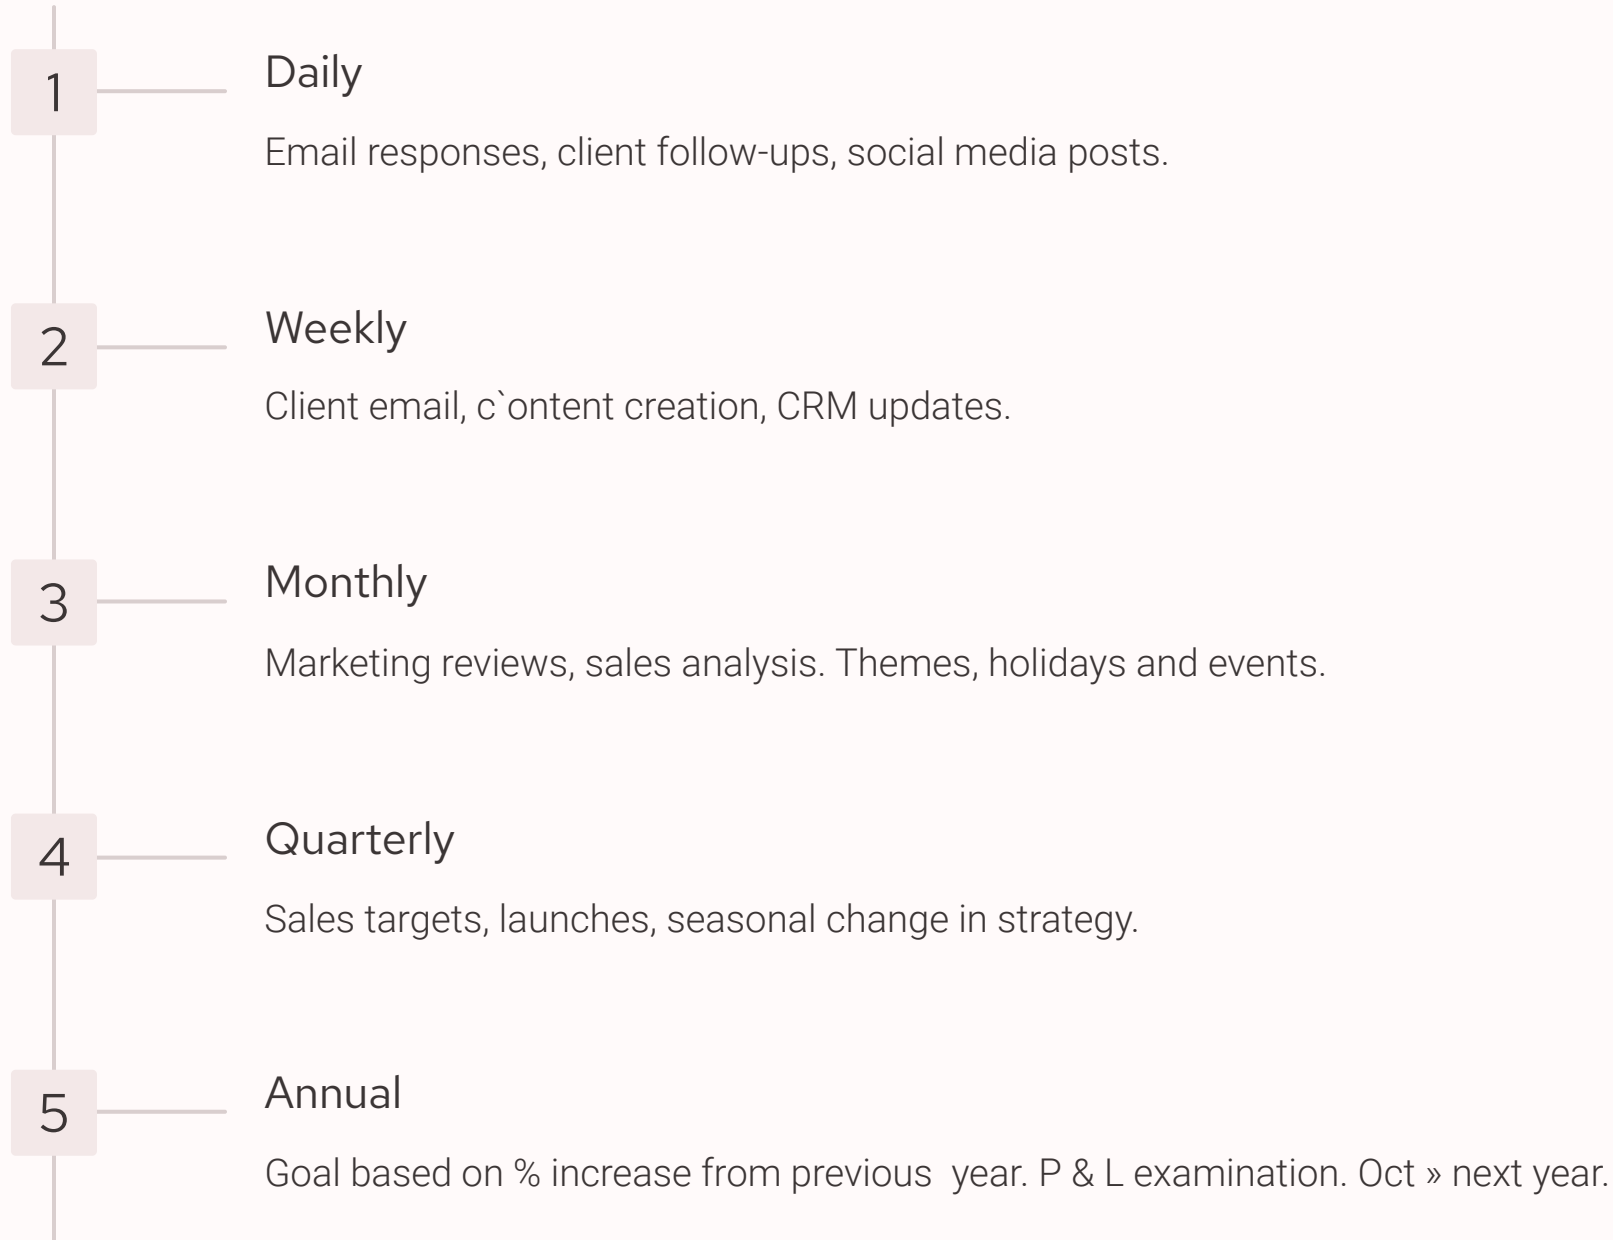 1
Daily
Email responses, client follow-ups, social media posts.
2
Weekly
Client email, c`ontent creation, CRM updates.
3
Monthly
Marketing reviews, sales analysis. Themes, holidays and events.
4
Quarterly
Sales targets, launches, seasonal change in strategy.
5
Annual
Goal based on % increase from previous  year. P & L examination. Oct » next year.